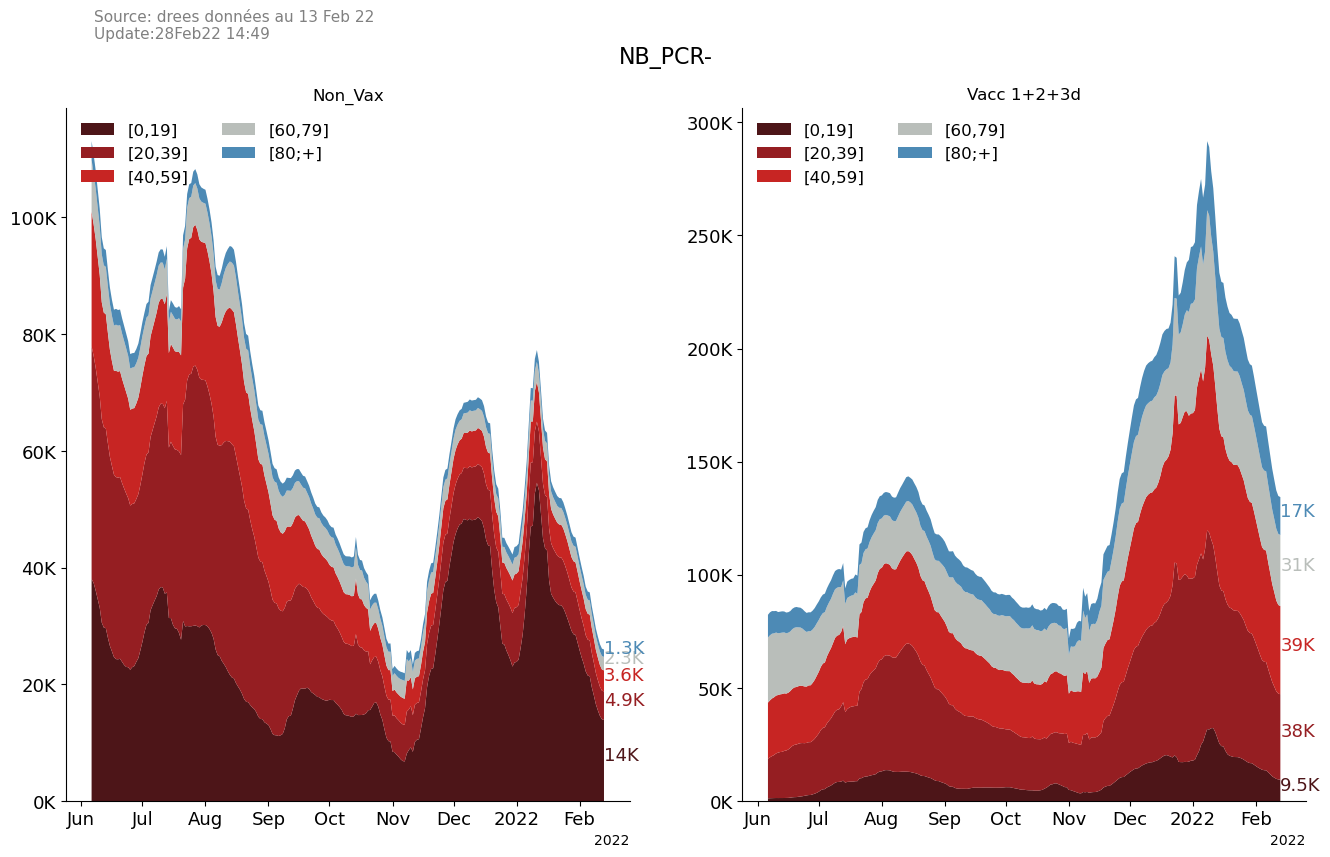 Source: drees données au 13 Feb 22
Update:28Feb22 14:49
NB_PCR-
Non_Vax
[0,19]
[20,39]
[40,59]
[60,79]
[80;+]
100K
80K
60K
40K
20K
0K
1.3K
2.3K
3.6K
4.9K
14K
Jun Jul Aug Sep Oct Nov Dec 2022 Feb
2022
Vacc 1+2+3d
[0,19]
[20,39]
[40,59]
[60,79]
[80;+]
300K
250K
200K
150K
100K
50K
0K
17K
31K
39K
38K
9.5K
Jun Jul Aug Sep Oct Nov Dec 2022 Feb
2022